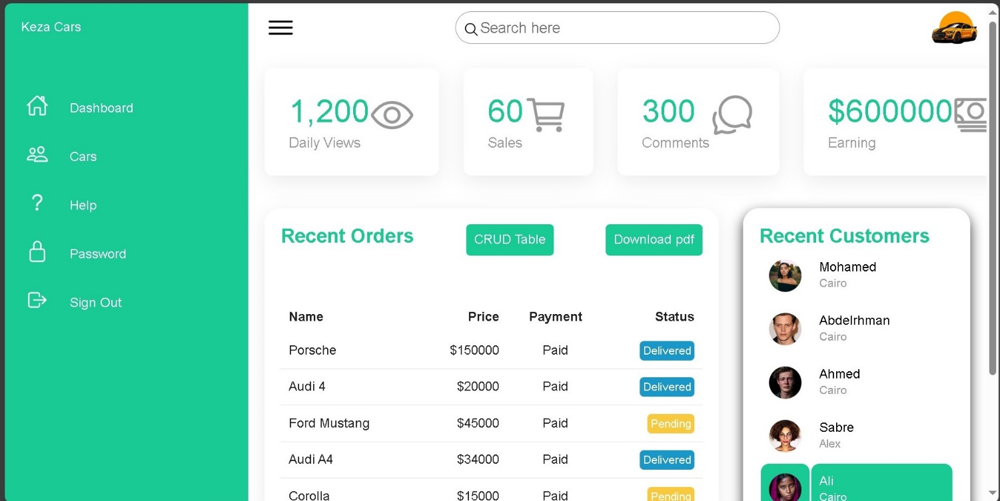 Keza Cars
Search here
Dashboard
Cars
Help
Password
Sign Out
1,200
Daily Views
60
Sales
300
Comments
$600000
Earning
Recent Orders
CRUD Table
Download pdf
Name Price Payment Status
Porsche $150000 Paid Delivered
Audi 4 $20000 Paid Delivered
Ford Mustang $45000 Paid Pending
Audi A4 $34000 Paid Delivered
Corolla $15000 Paid Pending
Recent Customers
Mohamed
Cairo
Abdelrhman
Cairo
Ahmed
Cairo
Sabre
Alex
Ali
Cairo